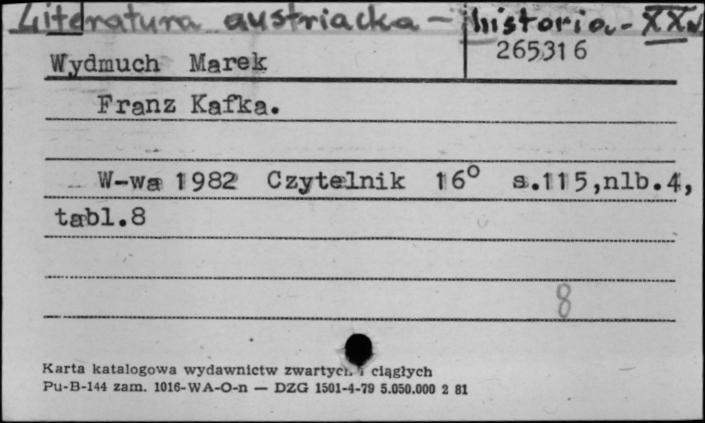 Literatura austriacka - historia - XX w
265316
Wydmuch Marek
Franz Kafka.
W-wa 1982 Czytelnik 16° s.115,nlb.4,
tabl.8
8
Karta katalogowa wydawnictw zwartych i ciągłych
Pu-B-144 zam. 1016-WA-O-n — DZG 1501-4-79 5.050.000 2 81